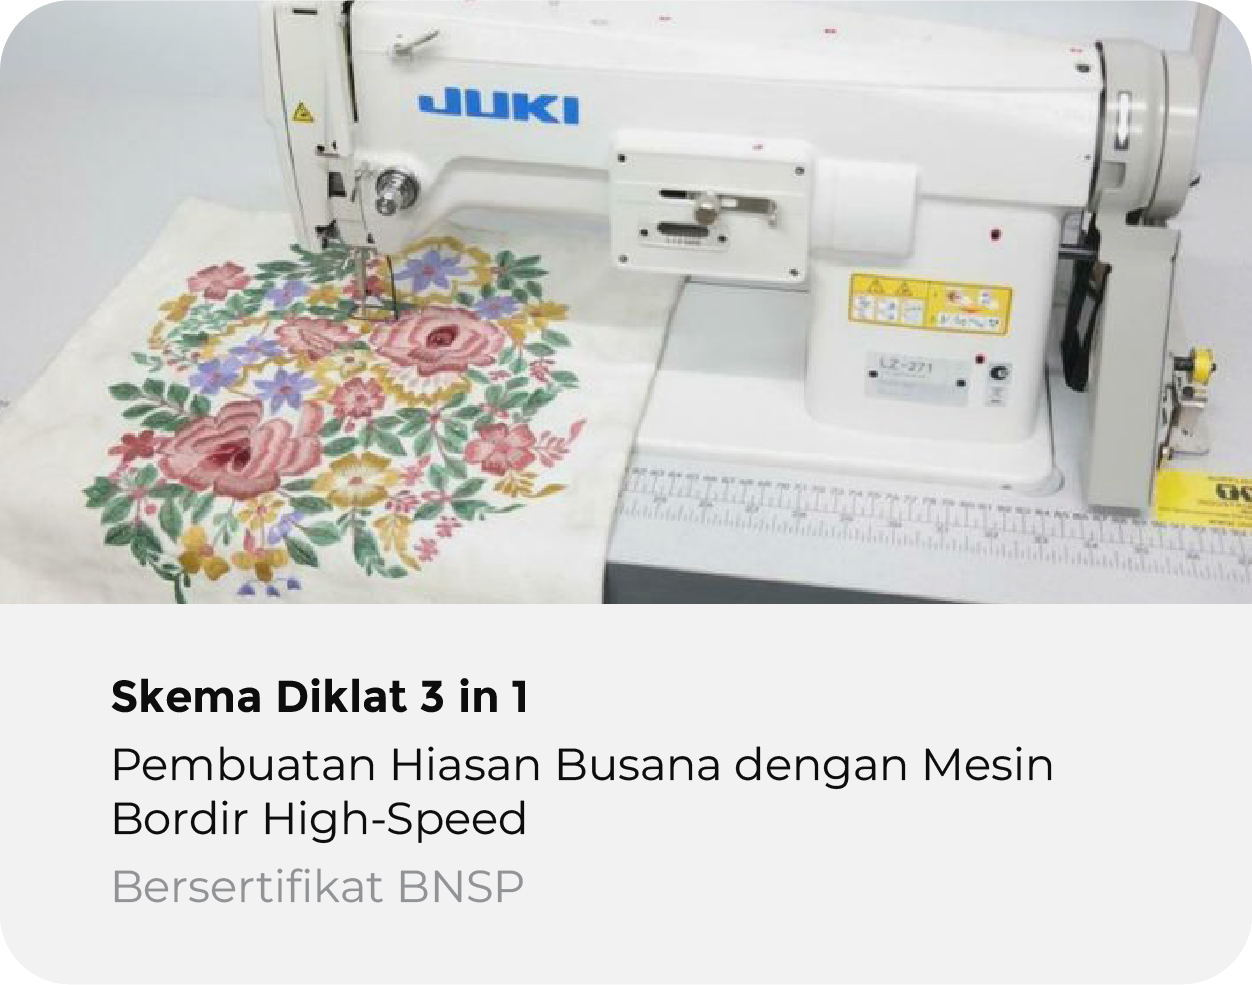 JUKI
LZ-271
Skema Diklat 3 in 1
Pembuatan Hiasan Busana dengan Mesin
Bordir High-Speed
Bersertifikat BNSP